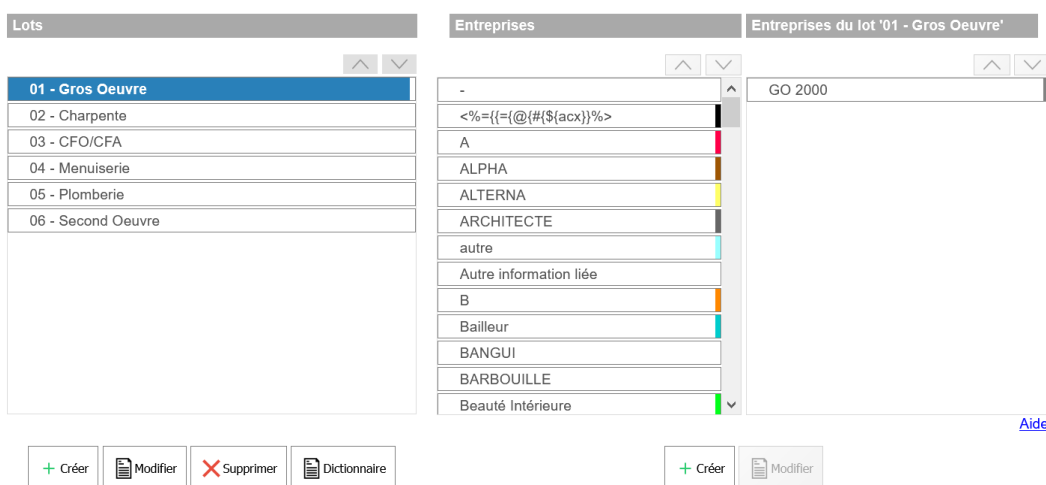 Lots
01 - Gros Oeuvre
02 - Charpente
03 - CFO/CFA
04 - Menuiserie
05 - Plomberie
06 - Second Oeuvre
Entreprises
-
<%={{={@{#{${acx}}%>
A
ALPHA
ALTERNA
ARCHITECTE
autre
Autre information liée
B
Bailleur
BANGUI
BARBOUILLE
Beauté Intérieure
Entreprises du lot '01 - Gros Oeuvre'
GO 2000
Aide
Créer Modifier Supprimer Dictionnaire
Créer Modifier